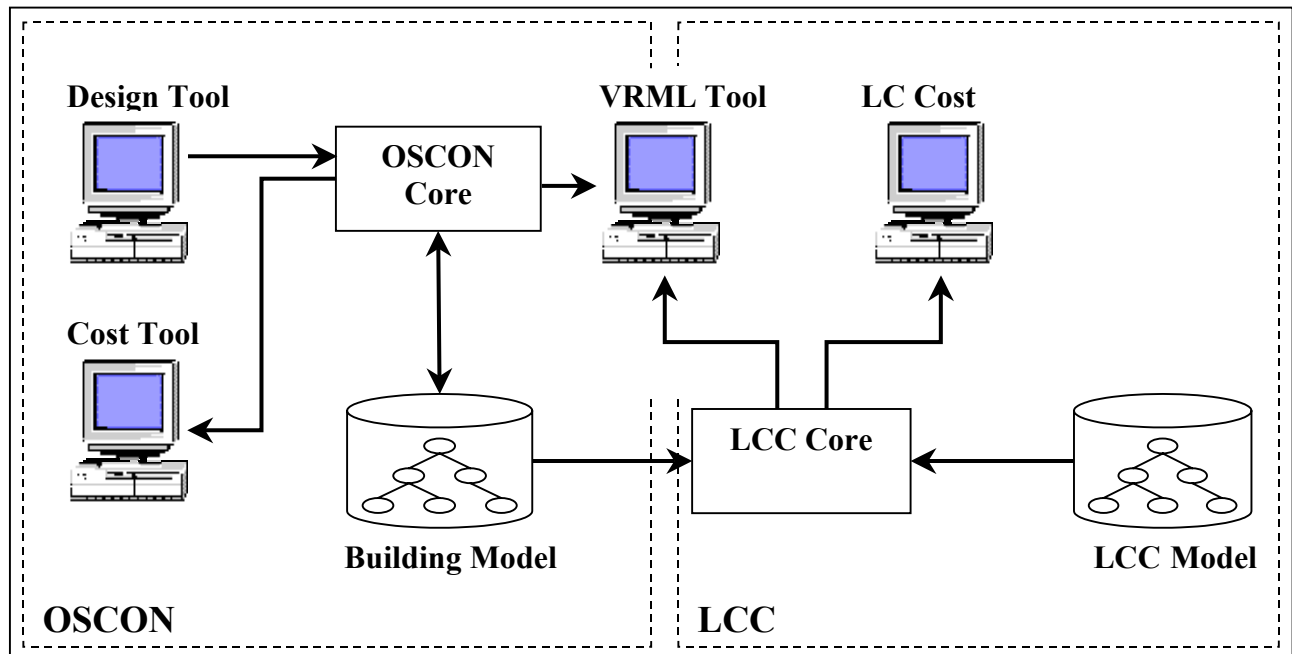 Design Tool
VRML Tool
LC Cost
OSCON
Core
Cost Tool
LCC Core
Building Model
LCC Model
OSCON
LCC